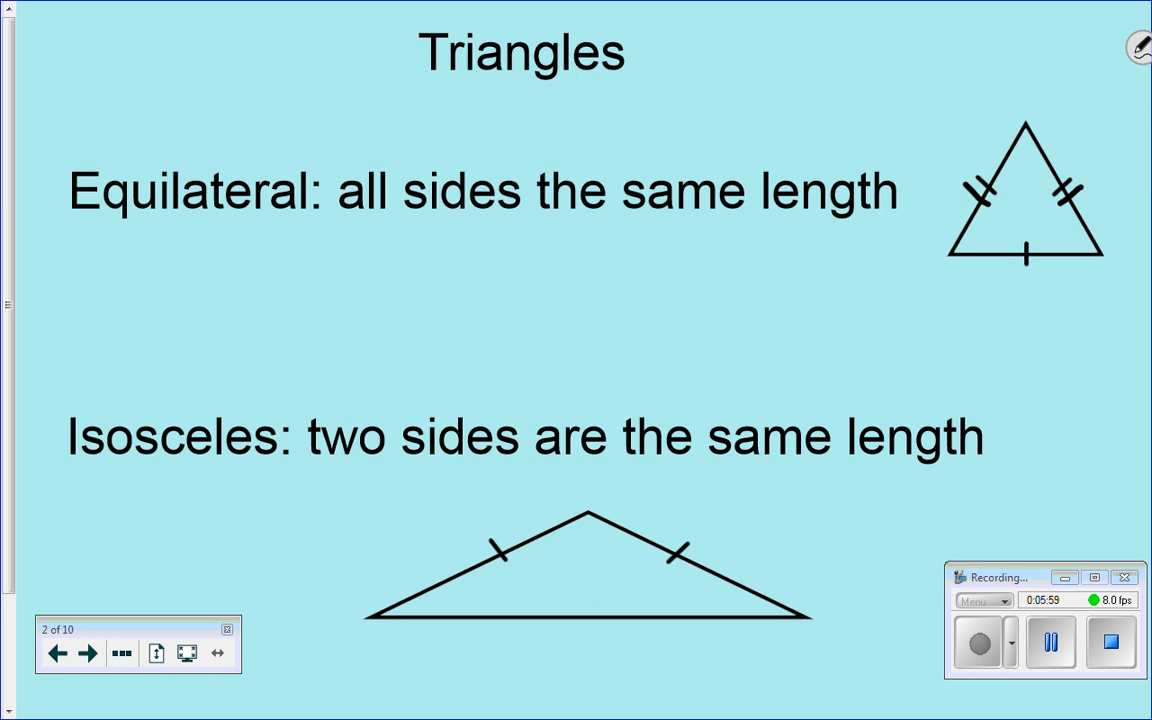 Triangles
Equilateral: all sides the same length
Isosceles: two sides are the same length
2 of 10
Recording...
Menu 0:05:59 8.0 fps